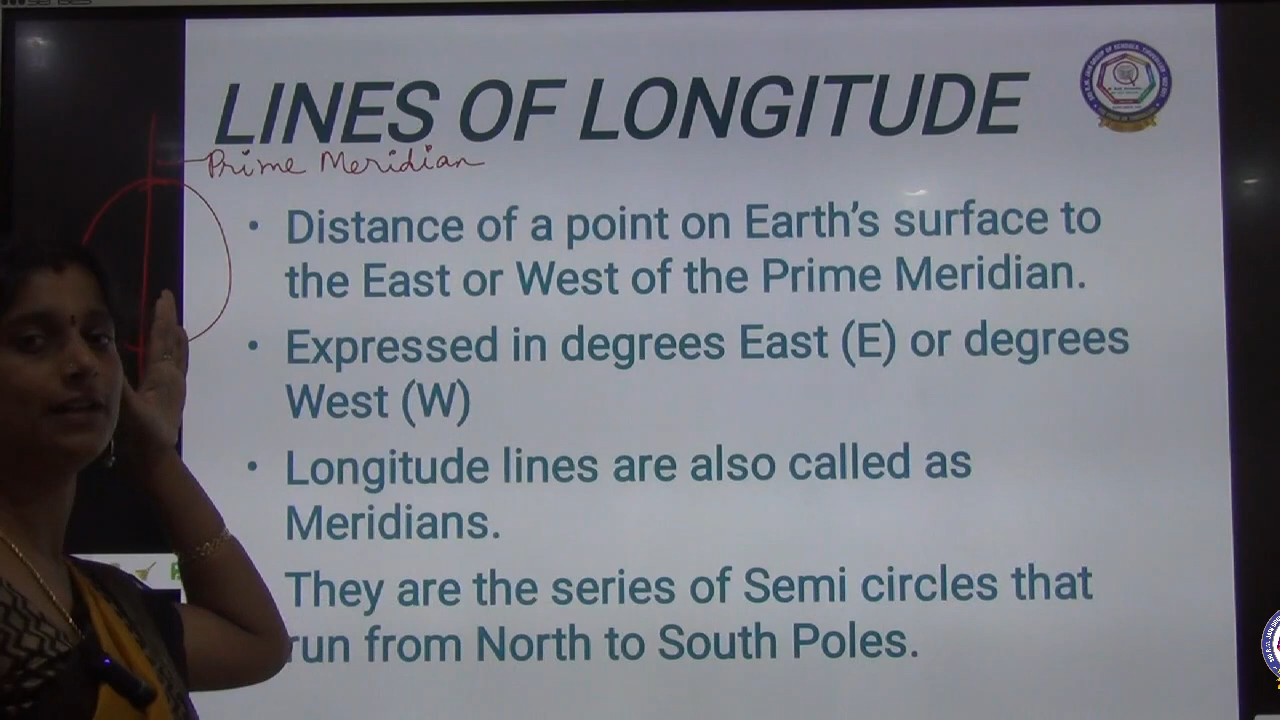 LINES OF LONGITUDE
Prime Meridian
• Distance of a point on Earth's surface to
the East or West of the Prime Meridian.
• Expressed in degrees East (E) or degrees
West (W)
• Longitude lines are also called as
Meridians.
They are the series of Semi circles that
run from North to South Poles.